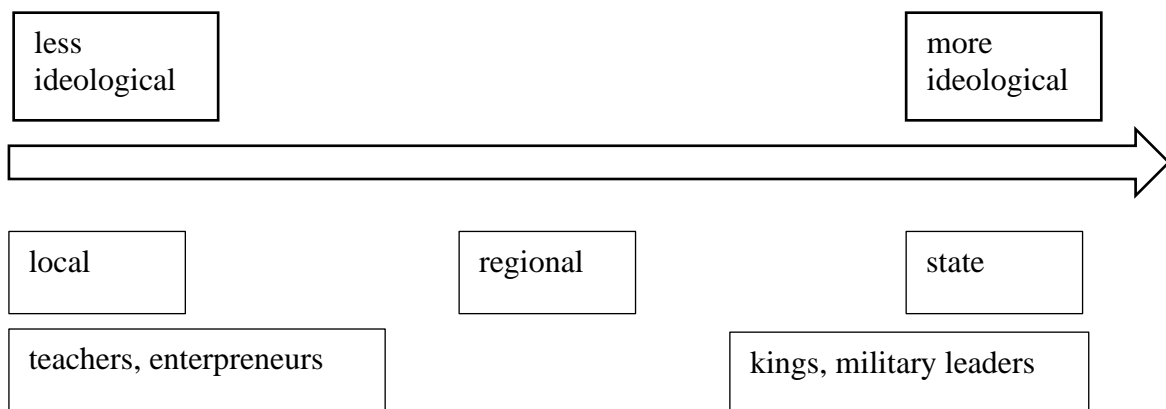 less
ideological
more
ideological
local
regional
state
teachers, enterpreneurs
kings, military leaders